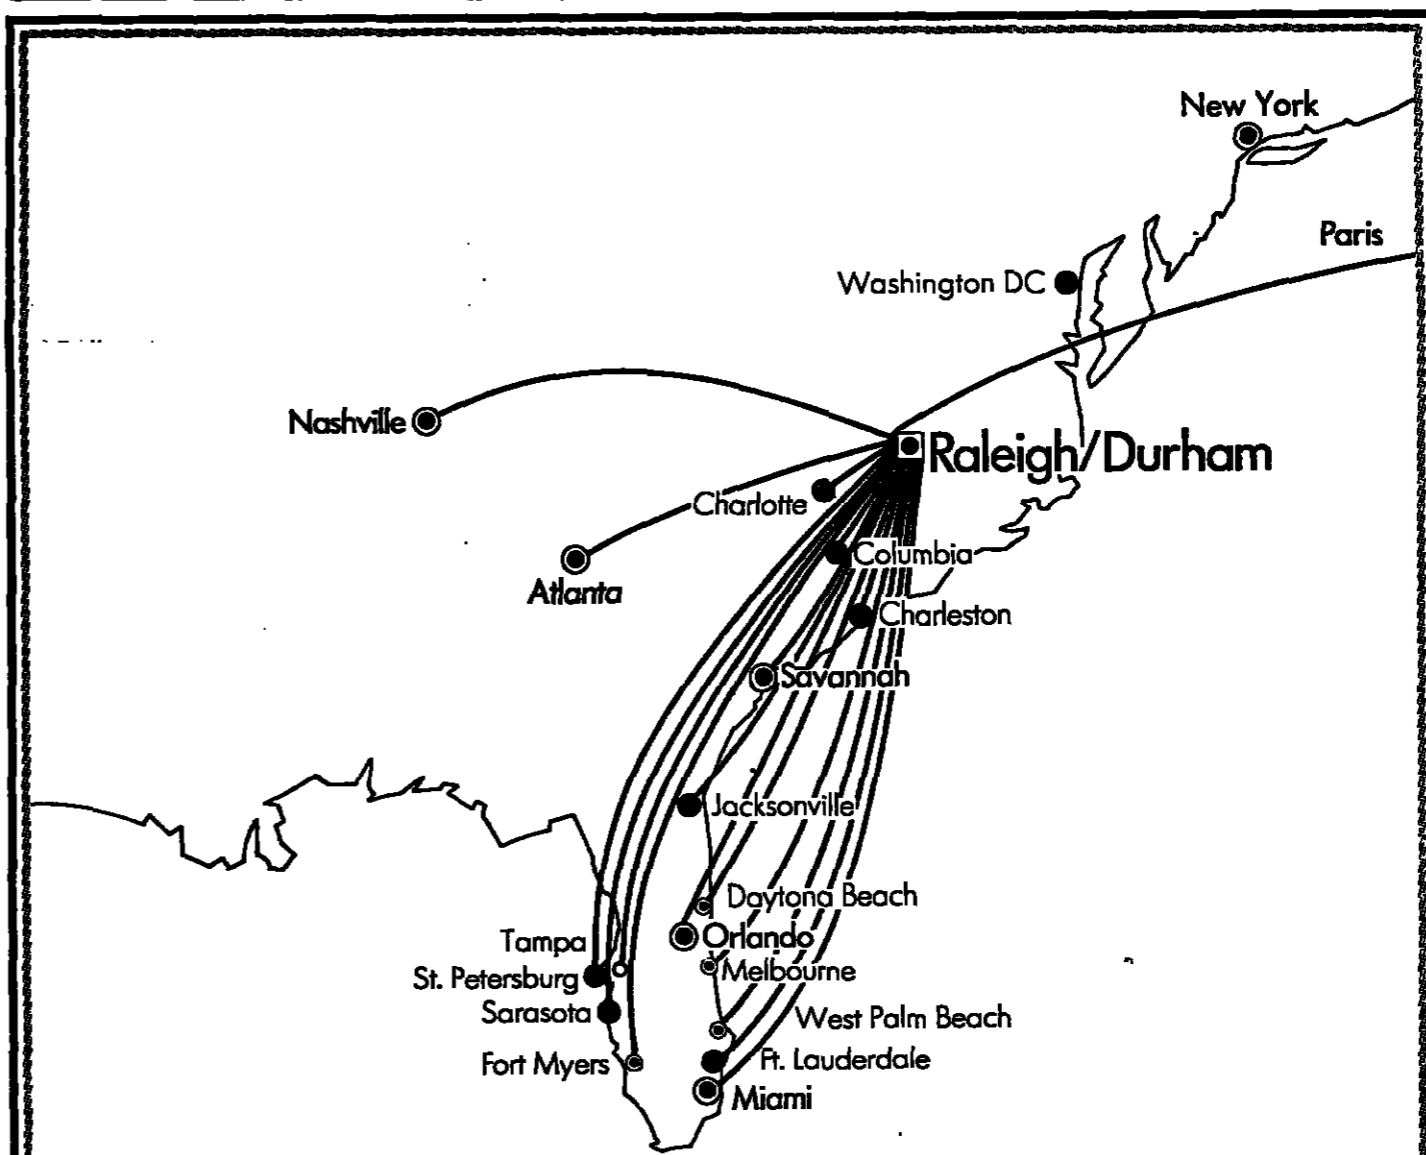 New York
Paris
Washington DC
Nashville
Raleigh/Durham
Charlotte
Columbia
Atlanta
Charleston
Savannah
Jacksonville
Daytona Beach
Tampa
Orlando
St. Petersburg
Melbourne
Sarasota
West Palm Beach
Fort Myers
Ft. Lauderdale
Miami